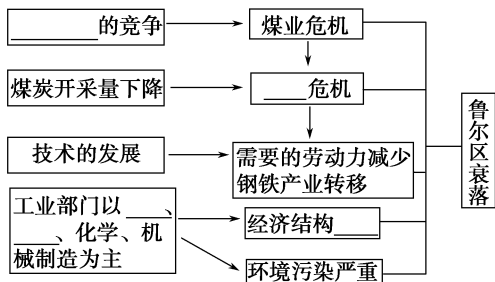 ________的竞争
煤业危机
煤炭开采量下降
____危机
技术的发展
需要的劳动力减少
钢铁产业转移
工业部门以____、
____、化学、机
械制造为主
经济结构____
环境污染严重
鲁尔区衰落